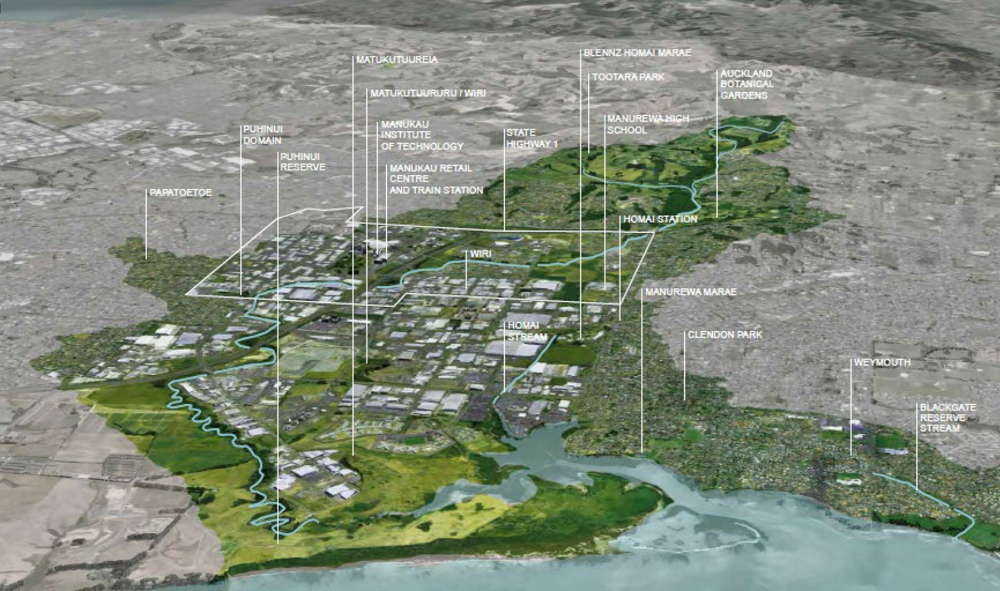 BLENNZ HOMAI MARAE
MATUKUTUUREIA
TOOTARA PARK
AUCKLAND
BOTANICAL
GARDENS
MATUKUTUURURU / WIRI
MANUREWA HIGH
SCHOOL
MANUKAU
INSTITUTE
OF TECHNOLOGY
PUHINUI
DOMAIN
STATE
HIGHWAY 1
PUHINUI
RESERVE
MANUKAU RETAIL
CENTRE
AND TRAIN STATION
PAPATOETOE
HOMAI STATION
WIRI
MANUREWA MARAE
HOMAI
STREAM
CLENDON PARK
WEYMOUTH
BLACKGATE
RESERVE
STREAM